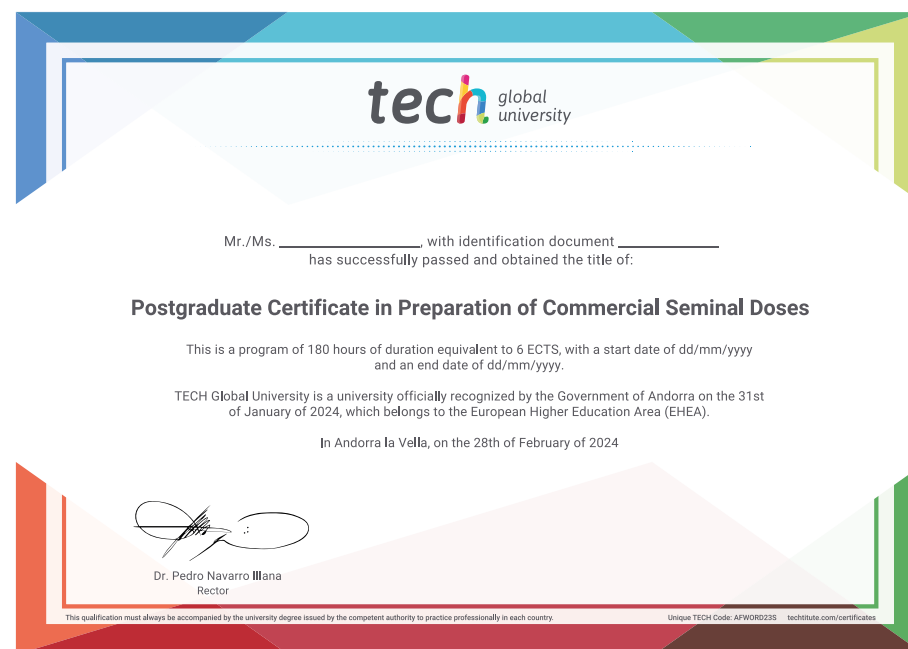 tech global
university
Mr./Ms. ____________, with identification document ____________
has successfully passed and obtained the title of:
Postgraduate Certificate in Preparation of Commercial Seminal Doses
This is a program of 180 hours of duration equivalent to 6 ECTS, with a start date of dd/mm/yyyy
and an end date of dd/mm/yyyy.
TECH Global University is a university officially recognized by the Government of Andorra on the 31st
of January of 2024, which belongs to the European Higher Education Area (EHEA).
In Andorra la Vella, on the 28th of February of 2024
Dr. Pedro Navarro Illana
Rector
This qualification must always be accompanied by the university degree issued by the competent authority to practice professionally in each country. Unique TECH Code: AFWORD23S techtitute.com/certificates